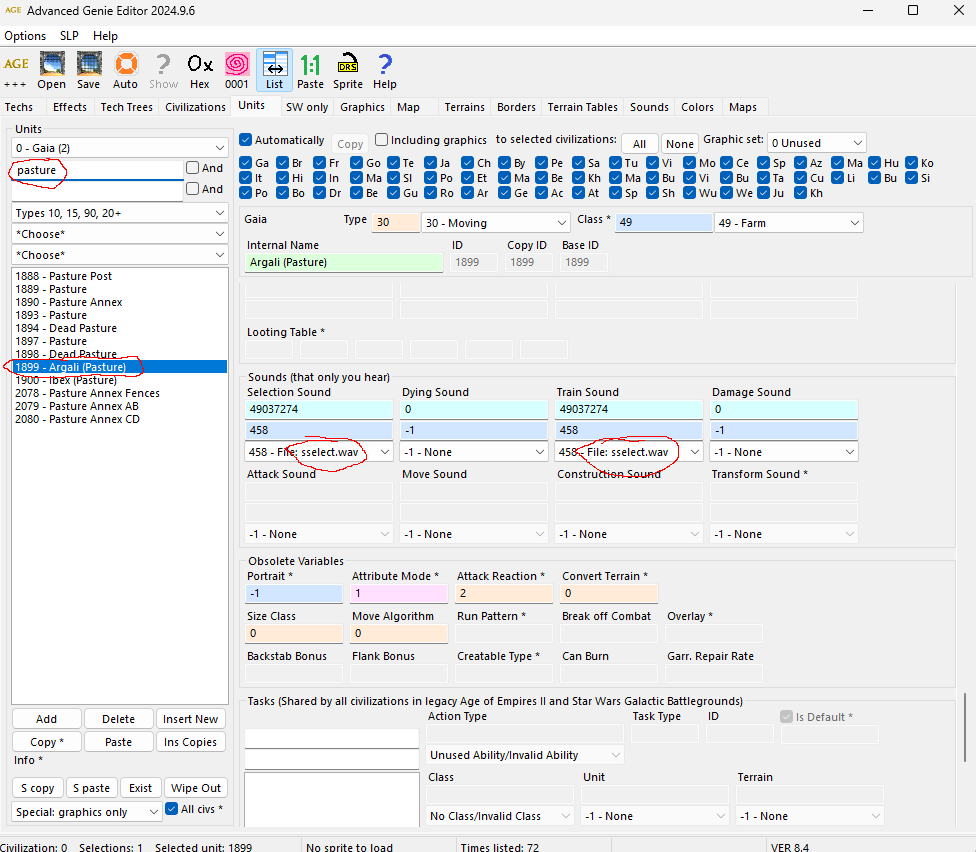 AGE Advanced Genie Editor 2024.9.6
Options SLP Help
AGE +++ Open Save Auto ? Show 0x Hex 0001 List 1:1 Paste DRS Sprite ? Help
Techs Effects Tech Trees Civilizations Units SW only Graphics Map Terrains Borders Terrain Tables Sounds Colors Maps
Units
0 - Gaia (2)
pasture And
And
Types 10, 15, 90, 20+
*Choose*
*Choose*
1888 - Pasture Post
1889 - Pasture
1890 - Pasture Annex
1893 - Pasture
1894 - Dead Pasture
1897 - Pasture
1898 - Dead Pasture
1899 - Argali (Pasture)
1900 - Ibex (Pasture)
2078 - Pasture Annex Fences
2079 - Pasture Annex AB
2080 - Pasture Annex CD
Add Delete Insert New
Copy * Paste Ins Copies
Info *
S copy S paste Exist Wipe Out
Special: graphics only All civs *
Automatically Copy Including graphics to selected civilizations: All None Graphic set: 0 Unused
Ga Br Fr Go Te Ja Ch By Pe Sa Tu Vi Mo Ce Sp Az Ma Hu Ko
It Hi In Ma Sl Po Et Ma Be Kh Ma Bu Vi Bu Ta Cu Li Bu Si
Po Bo Dr Be Gu Ro Ar Ge Ac At Sp Sh Wu We Ju Kh
Gaia Type 30 30 - Moving Class * 49 49 - Farm
Internal Name ID Copy ID Base ID
Argali (Pasture) 1899 1899 1899
Looting Table *
Sounds (that only you hear)
Selection Sound Dying Sound Train Sound Damage Sound
49037274 0 49037274 0
458 -1 458 -1
458 - File: sselect.wav -1 - None 458 - File: sselect.wav -1 - None
Attack Sound Move Sound Construction Sound Transform Sound *
-1 - None -1 - None -1 - None -1 - None
Obsolete Variables
Portrait * Attribute Mode * Attack Reaction * Convert Terrain *
-1 1 2 0
Size Class Move Algorithm Run Pattern * Break off Combat Overlay *
0 0
Backstab Bonus Flank Bonus Creatable Type * Can Burn Garr. Repair Rate
Tasks (Shared by all civilizations in legacy Age of Empires II and Star Wars Galactic Battlegrounds)
Action Type Task Type ID Is Default *
Unused Ability/Invalid Ability
Class Unit Terrain
No Class/Invalid Class -1 - None -1 - None
Civilization: 0 Selections: 1 Selected unit: 1899 No sprite to load Times listed: 72 VER 8.4